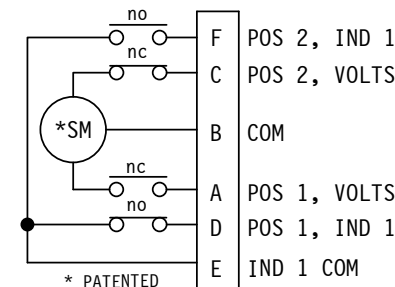 no
F POS 2, IND 1
nc
C POS 2, VOLTS
*SM
B COM
nc
A POS 1, VOLTS
no
D POS 1, IND 1
E IND 1 COM
* PATENTED